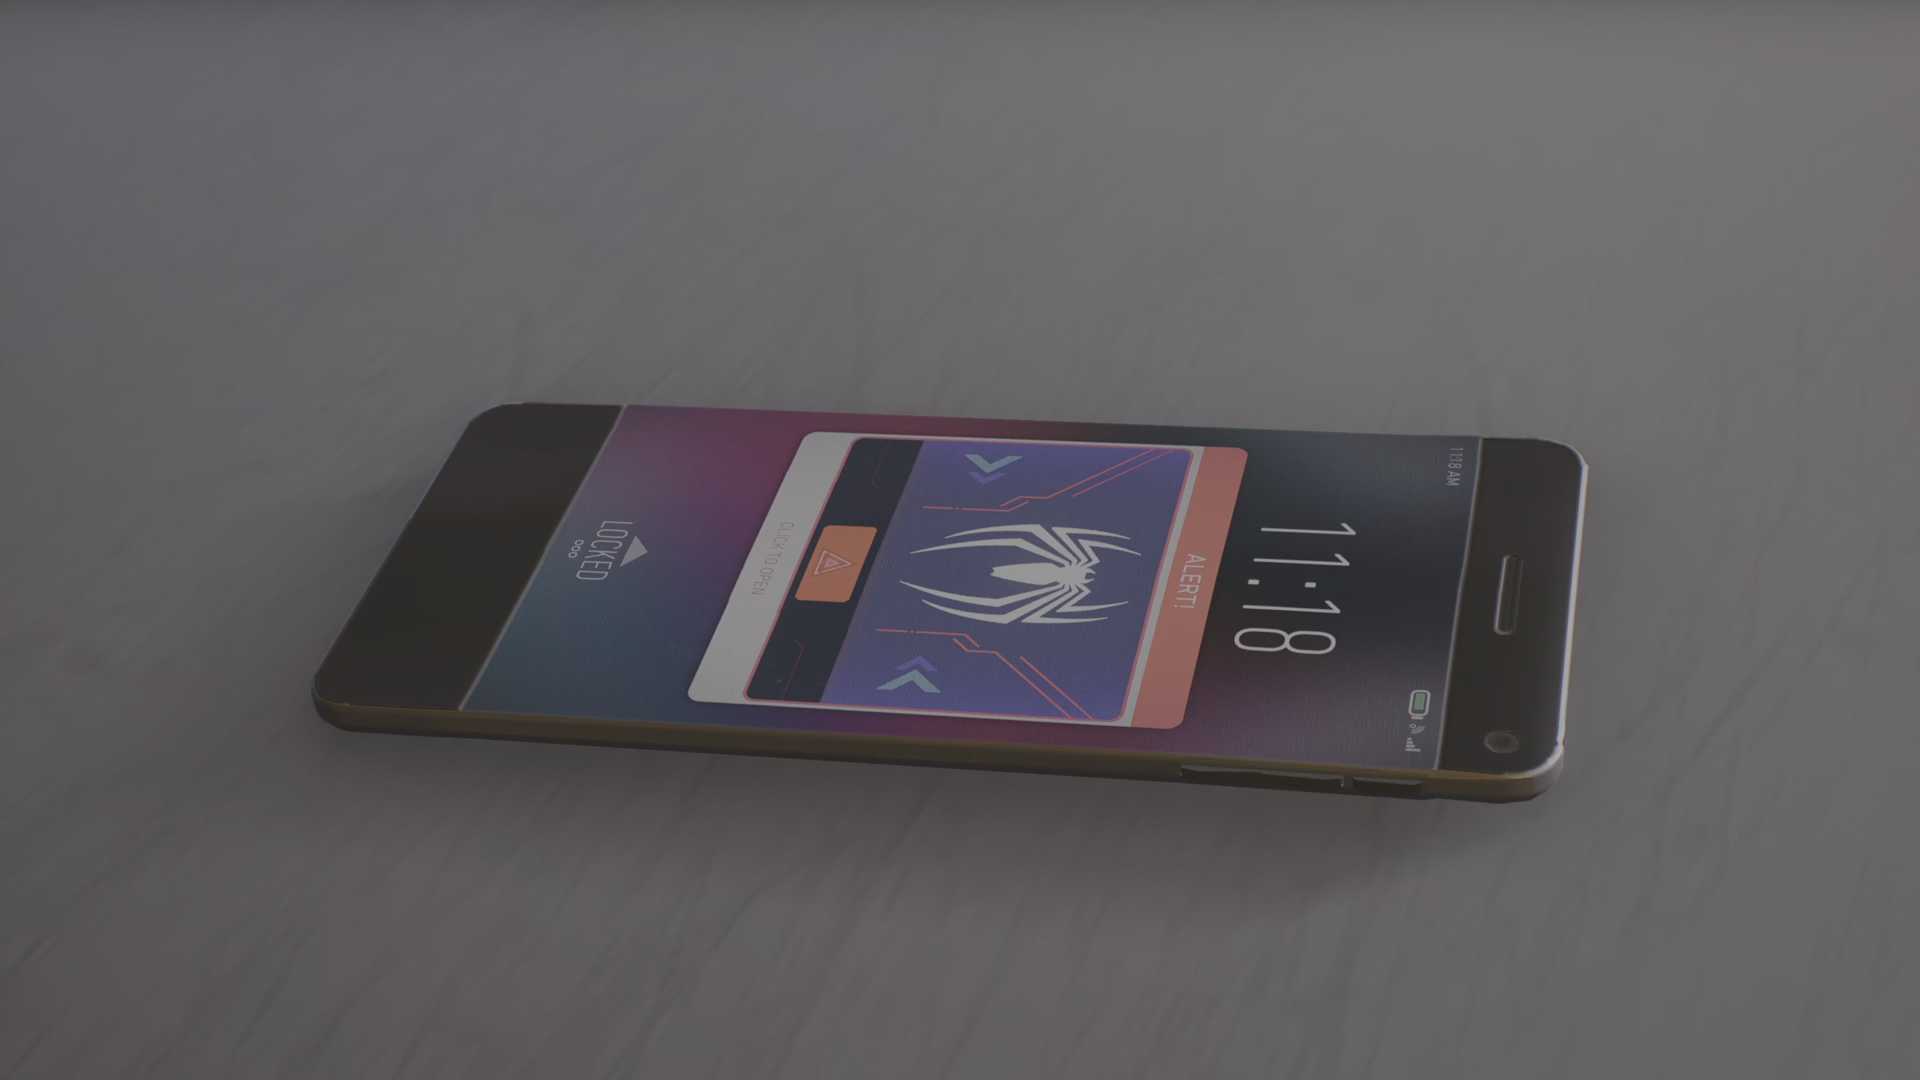 11:18 AM
11:18
ALERT!
CLICK TO OPEN
LOCKED